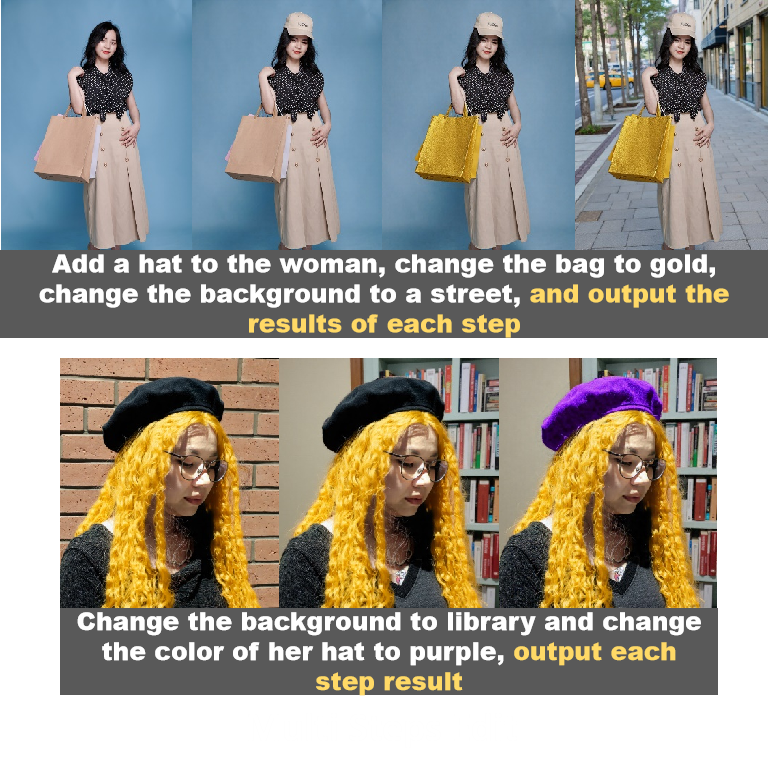 Add a hat to the woman, change the bag to gold,
change the background to a street, and output the
results of each step
Change the background to library and change
the color of her hat to purple, output each
step result